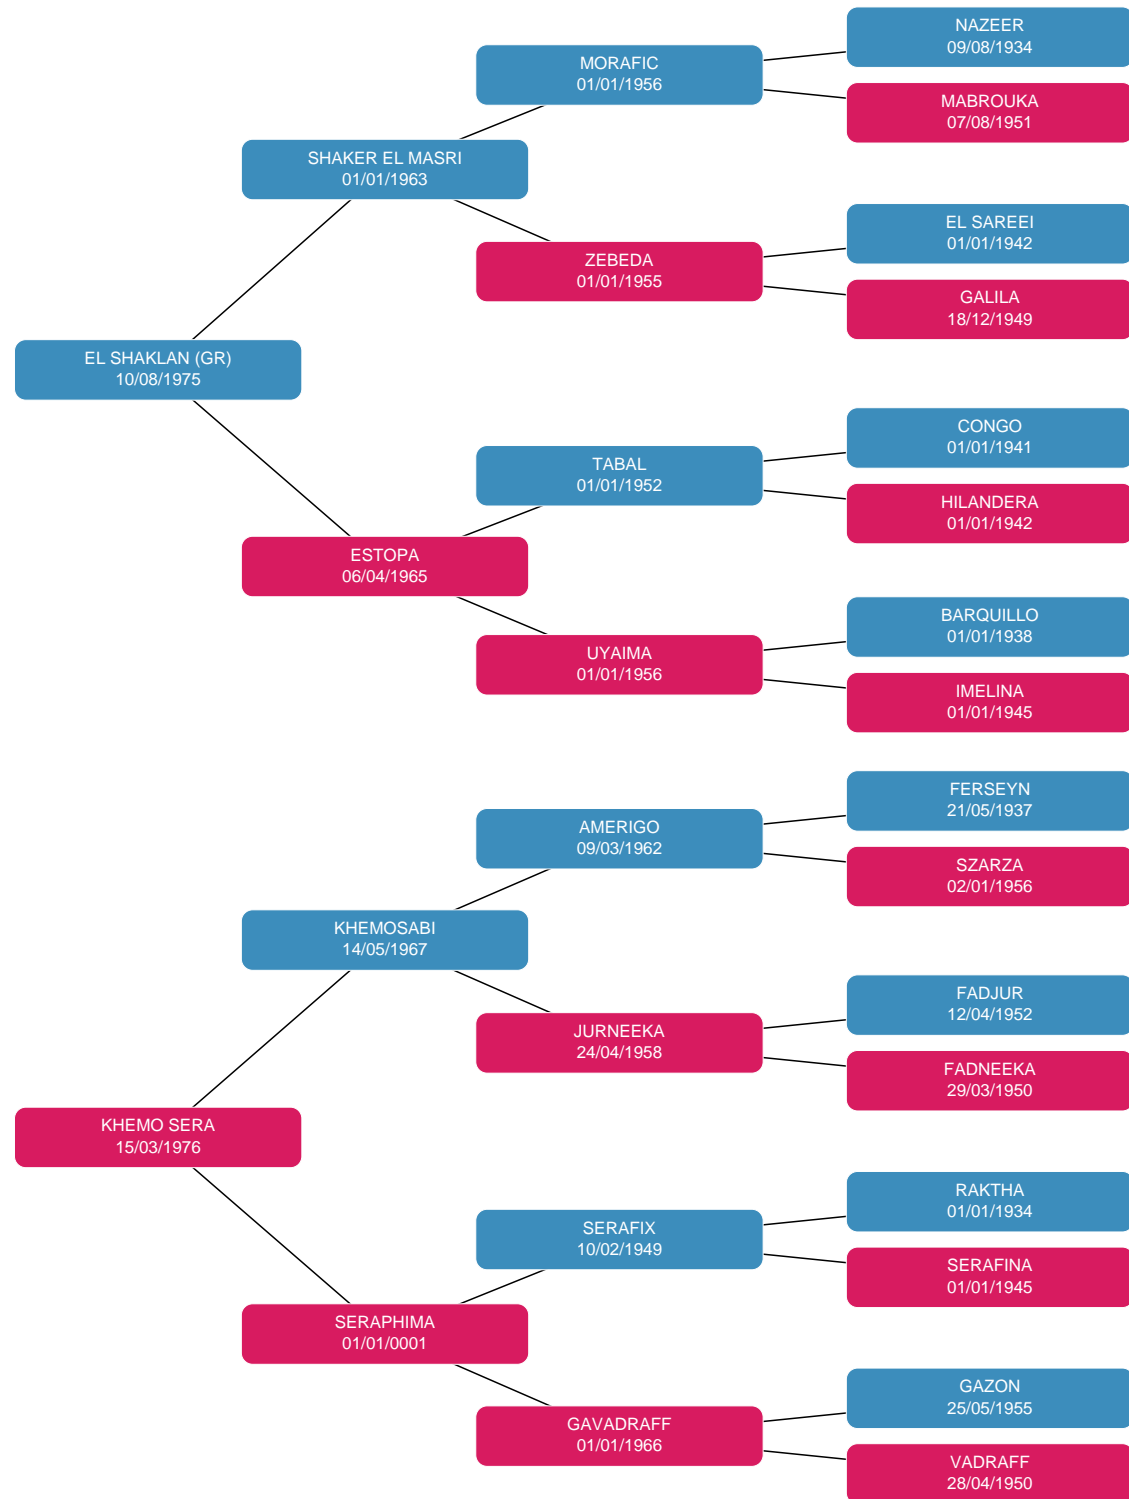 NAZEER
09/08/1934
MORAFIC
01/01/1956
MABROUKA
07/08/1951
SHAKER EL MASRI
01/01/1963
EL SAREEI
01/01/1942
ZEBEDA
01/01/1955
GALILA
18/12/1949
EL SHAKLAN (GR)
10/08/1975
CONGO
01/01/1941
TABAL
01/01/1952
HILANDERA
01/01/1942
ESTOPA
06/04/1965
BARQUILLO
01/01/1938
UYAIMA
01/01/1956
IMELINA
01/01/1945
FERSEYN
21/05/1937
AMERIGO
09/03/1962
SZARZA
02/01/1956
KHEMOSABI
14/05/1967
FADJUR
12/04/1952
JURNEEKA
24/04/1958
FADNEEKA
29/03/1950
KHEMO SERA
15/03/1976
RAKTHA
01/01/1934
SERAFIX
10/02/1949
SERAFINA
01/01/1945
SERAPHIMA
01/01/0001
GAZON
25/05/1955
GAVADRAFF
01/01/1966
VADRAFF
28/04/1950